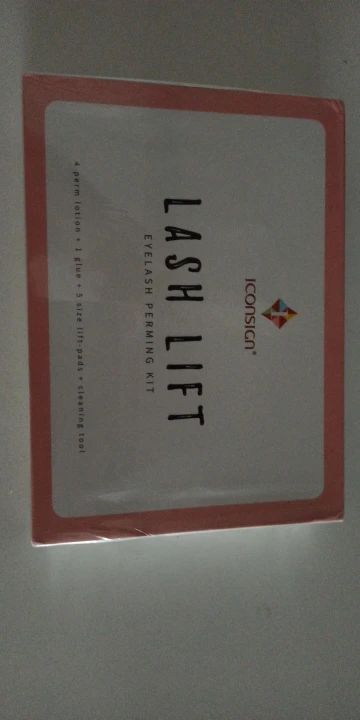 ICONSIGN®
LASH LIFT
EYELASH PERMING KIT
4 perm lotion + 1 glue + 5 size lift-pads + cleaning tool